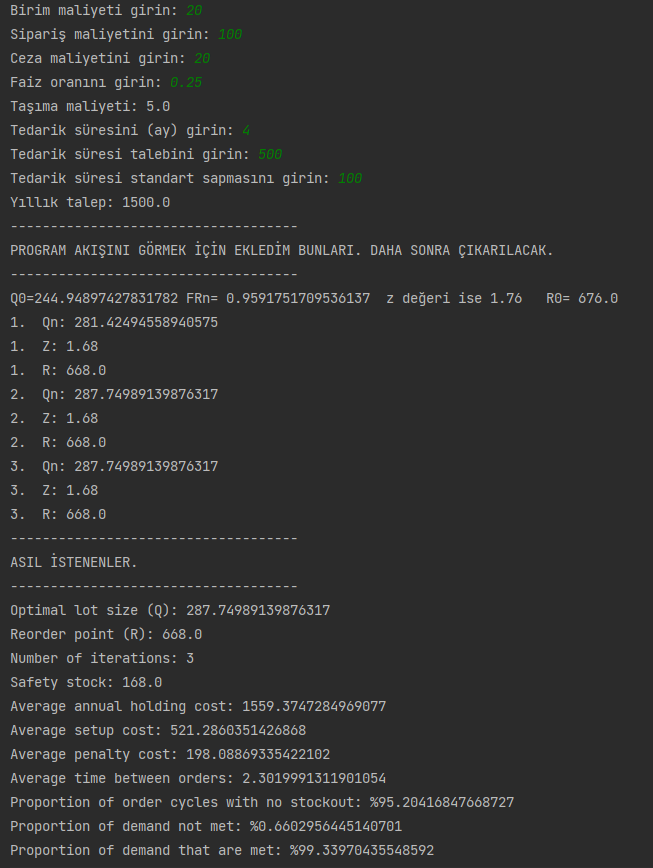 Birim maliyeti girin: 20
Sipariş maliyetini girin: 100
Ceza maliyetini girin: 20
Faiz oranını girin: 0.25
Taşıma maliyeti: 5.0
Tedarik süresini (ay) girin: 4
Tedarik süresi talebini girin: 500
Tedarik süresi standart sapmasını girin: 100
Yıllık talep: 1500.0
------------------------------------
PROGRAM AKIŞINI GÖRMEK İÇİN EKLEDİM BUNLARI. DAHA SONRA ÇIKARILACAK.
------------------------------------
Q0=244.94897427831782 FRn= 0.9591751709536137  z değeri ise 1.76   R0= 676.0
1.  Qn: 281.42494558940575
1.  Z: 1.68
1.  R: 668.0
2.  Qn: 287.74989139876317
2.  Z: 1.68
2.  R: 668.0
3.  Qn: 287.74989139876317
3.  Z: 1.68
3.  R: 668.0
------------------------------------
ASIL İSTENENLER.
------------------------------------
Optimal lot size (Q): 287.74989139876317
Reorder point (R): 668.0
Number of iterations: 3
Safety stock: 168.0
Average annual holding cost: 1559.3747284969077
Average setup cost: 521.2860351426868
Average penalty cost: 198.08869335422102
Average time between orders: 2.3019991311901054
Proportion of order cycles with no stockout: %95.20416847668727
Proportion of demand not met: %0.6602956445140701
Proportion of demand that are met: %99.33970435548592